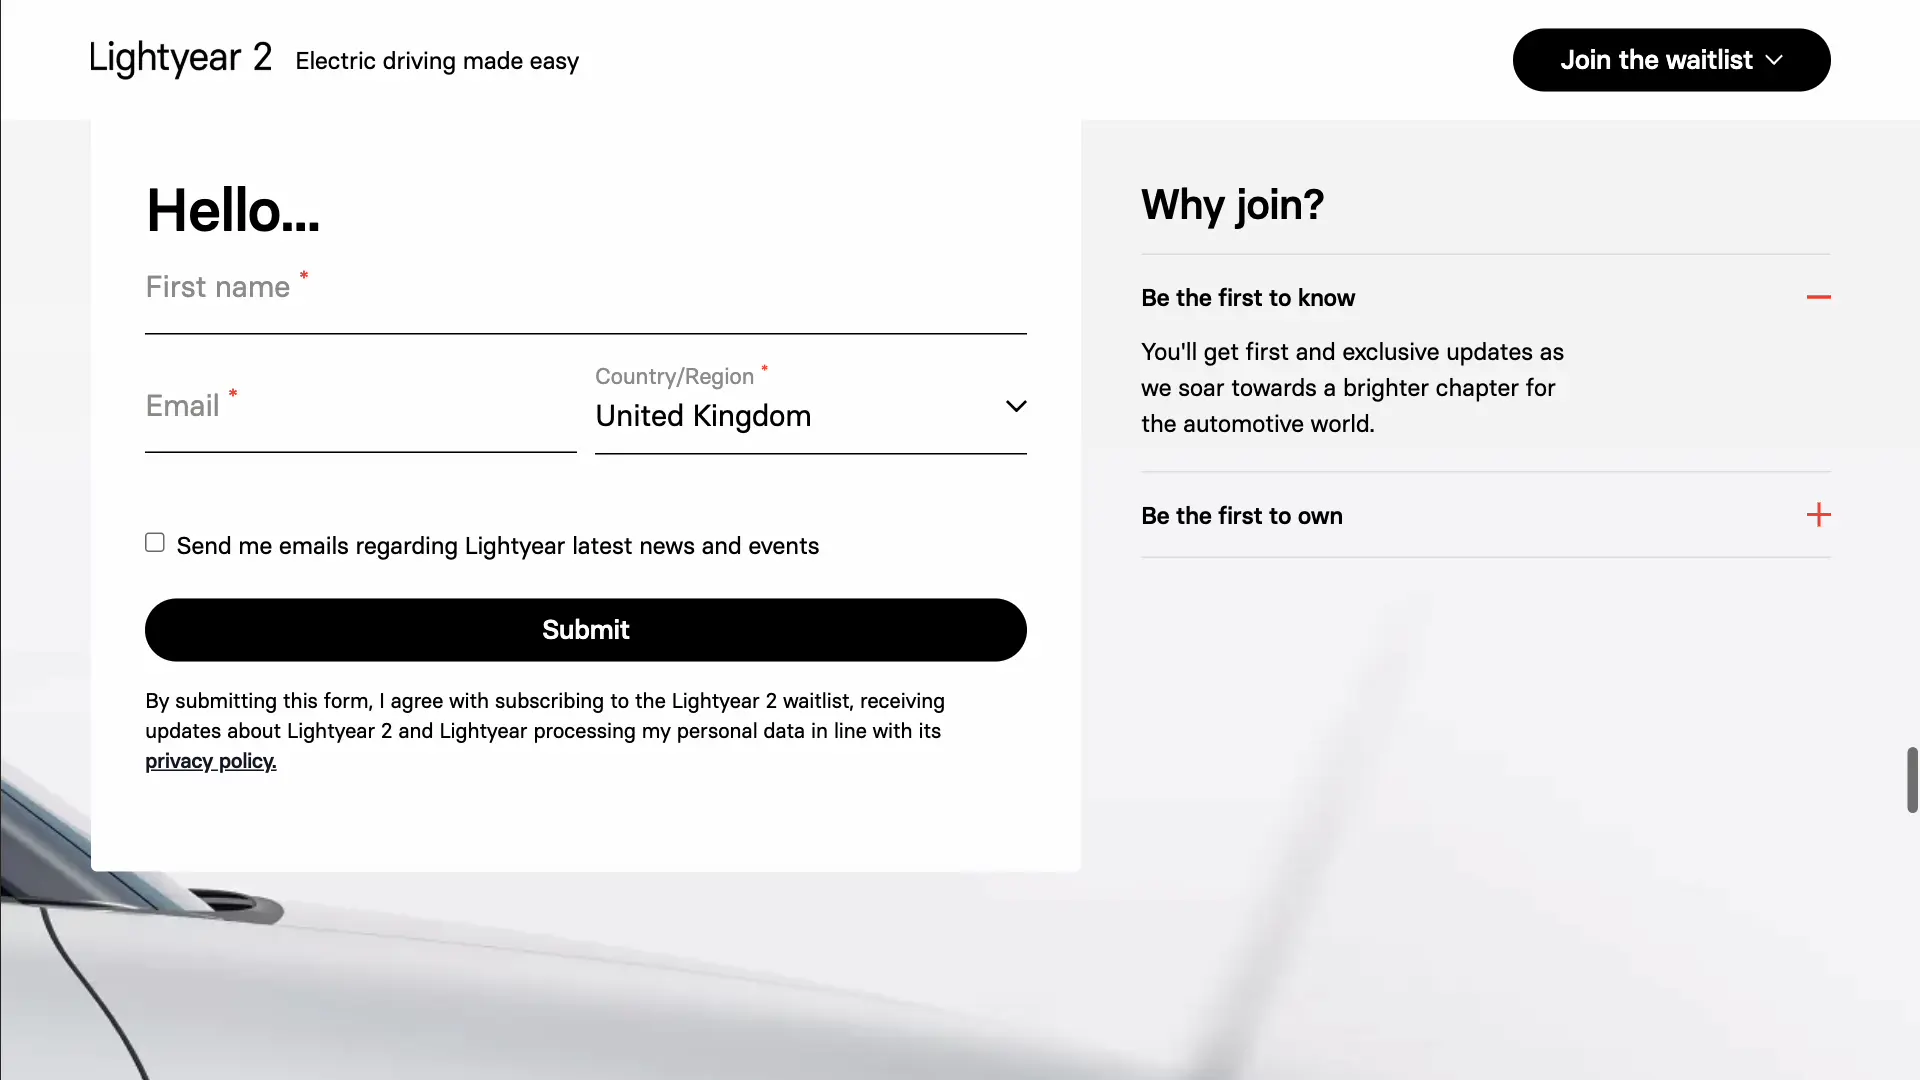 Lightyear 2 Electric driving made easy
Join the waitlist
Hello...
First name *
Email *
Country/Region *
United Kingdom
Send me emails regarding Lightyear latest news and events
Submit
By submitting this form, I agree with subscribing to the Lightyear 2 waitlist, receiving
updates about Lightyear 2 and Lightyear processing my personal data in line with its
privacy policy.
Why join?
Be the first to know
You'll get first and exclusive updates as
we soar towards a brighter chapter for
the automotive world.
Be the first to own